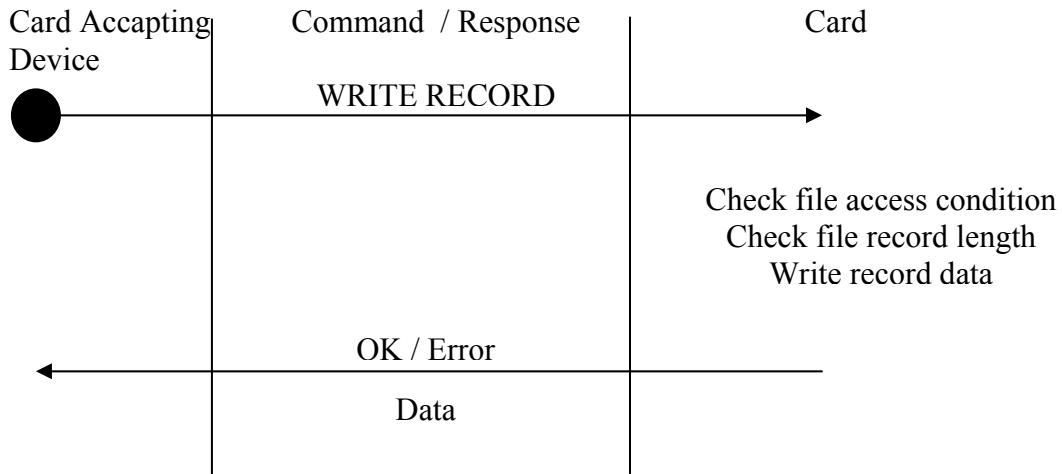 Card Accapting
Device
Command / Response
Card
WRITE RECORD
Check file access condition
Check file record length
Write record data
OK / Error
Data